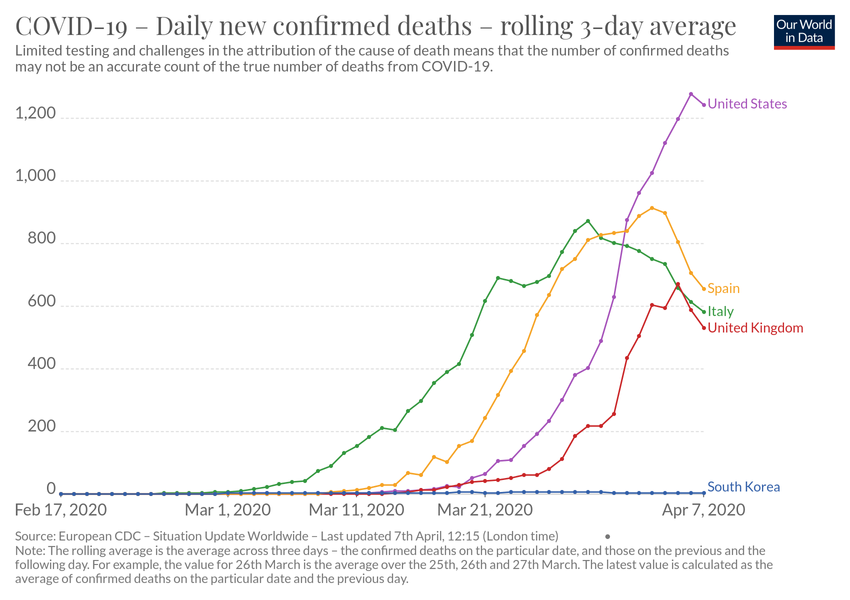 COVID-19 – Daily new confirmed deaths – rolling 3-day average
Our World
in Data
Limited testing and challenges in the attribution of the cause of death means that the number of confirmed deaths
may not be an accurate count of the true number of deaths from COVID-19.
1,200
1,000
800
600
400
200
0
United States
Spain
Italy
United Kingdom
South Korea
Feb 17, 2020
Mar 1, 2020
Mar 11, 2020
Mar 21, 2020
Apr 7, 2020
Source: European CDC – Situation Update Worldwide – Last updated 7th April, 12:15 (London time)
Note: The rolling average is the average across three days – the confirmed deaths on the particular date, and those on the previous and the
following day. For example, the value for 26th March is the average over the 25th, 26th and 27th March. The latest value is calculated as the
average of confirmed deaths on the particular date and the previous day.